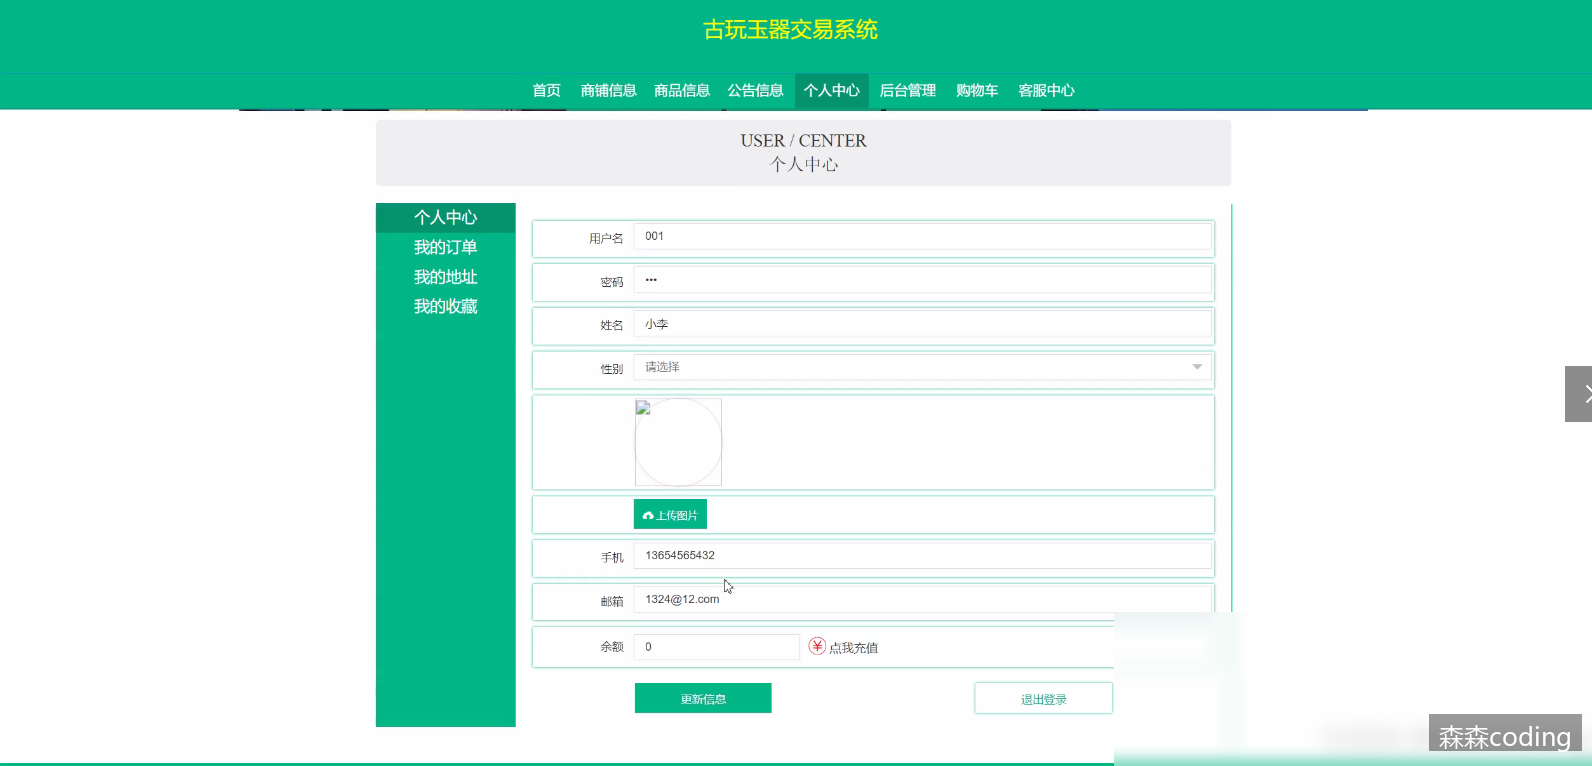 古玩玉器交易系统
首页 商铺信息 商品信息 公告信息 个人中心 后台管理 购物车 客服中心
USER / CENTER
个人中心
个人中心
我的订单
我的地址
我的收藏
用户名 001
密码 •••
姓名 小李
性别 请选择
上传图片
手机 13654565432
邮箱 1324@12.com
余额 0 点我充值
更新信息 退出登录
森森coding